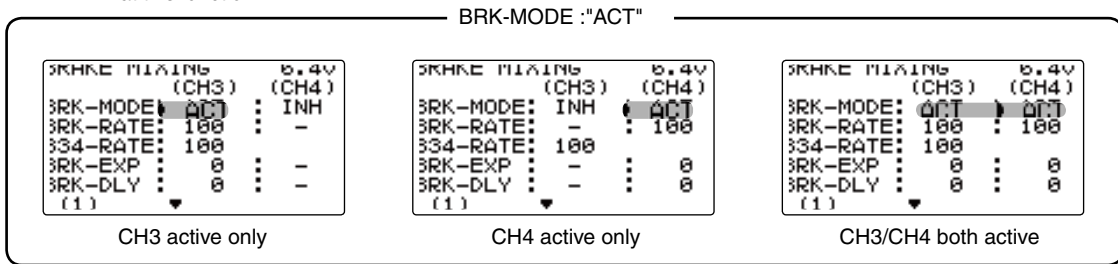 BRK-MODE :"ACT"
BRAKE MIXING 6.4V
(CH3) (CH4)
BRK-MODE: ACT : INH
BRK-RATE: 100 : -
B34-RATE: 100
BRK-EXP : 0 : -
BRK-DLY : 0 : -
(1) ▼
CH3 active only
BRAKE MIXING 6.4V
(CH3) (CH4)
BRK-MODE: INH ACT
BRK-RATE: - : 100
B34-RATE: 100
BRK-EXP : - : 0
BRK-DLY : - : 0
(1) ▼
CH4 active only
BRAKE MIXING 6.4V
(CH3) (CH4)
BRK-MODE: ACT ACT
BRK-RATE: 100 : 100
B34-RATE: 100
BRK-EXP : 0 : 0
BRK-DLY : 0 : 0
(1) ▼
CH3/CH4 both active